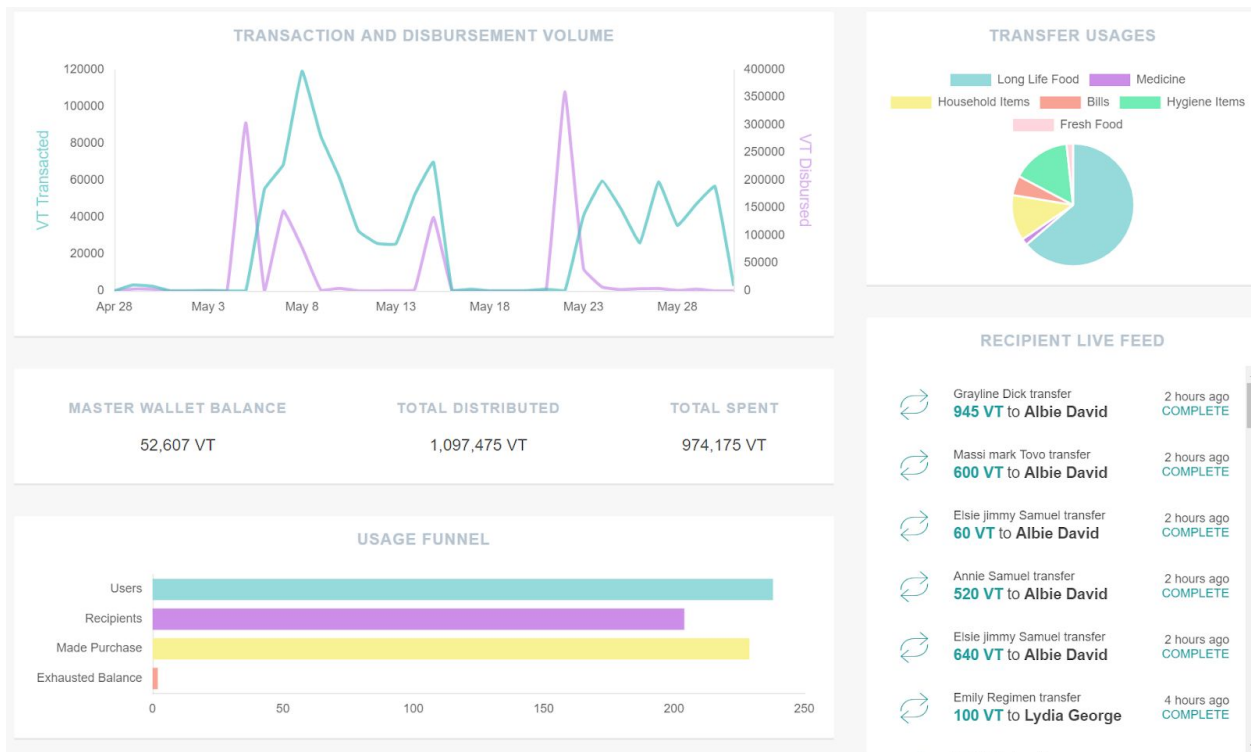 TRANSACTION AND DISBURSEMENT VOLUME
120000
100000
80000
60000
40000
20000
0
VT Transacted
400000
350000
300000
250000
200000
150000
100000
50000
0
VT Disbursed
Apr 28 May 3 May 8 May 13 May 18 May 23 May 28
TRANSFER USAGES
Long Life Food Medicine
Household Items Bills Hygiene Items
Fresh Food
MASTER WALLET BALANCE
52,607 VT
TOTAL DISTRIBUTED
1,097,475 VT
TOTAL SPENT
974,175 VT
USAGE FUNNEL
Users
Recipients
Made Purchase
Exhausted Balance
0 50 100 150 200 250
RECIPIENT LIVE FEED
Grayline Dick transfer 2 hours ago
945 VT to Albie David COMPLETE
Massi mark Tovo transfer 2 hours ago
600 VT to Albie David COMPLETE
Elsie jimmy Samuel transfer 2 hours ago
60 VT to Albie David COMPLETE
Annie Samuel transfer 2 hours ago
520 VT to Albie David COMPLETE
Elsie jimmy Samuel transfer 2 hours ago
640 VT to Albie David COMPLETE
Emily Regimen transfer 4 hours ago
100 VT to Lydia George COMPLETE